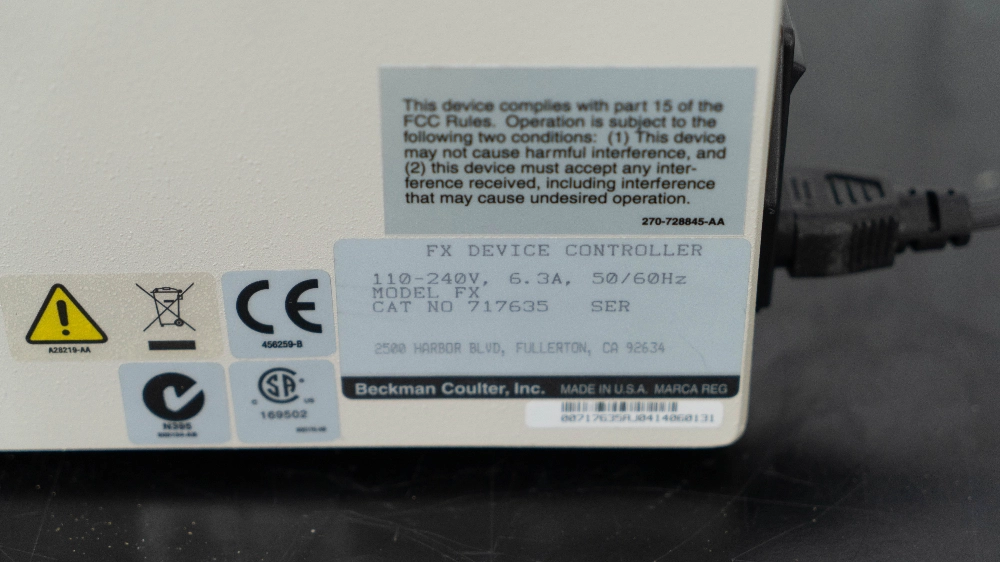 This device complies with part 15 of the
FCC Rules. Operation is subject to the
following two conditions: (1) This device
may not cause harmful interference, and
(2) this device must accept any inter-
ference received, including interference
that may cause undesired operation.
270-728845-AA
FX DEVICE CONTROLLER
110-240V, 6.3A, 50/60Hz
MODEL FX
CAT NO 717635 SER
2500 HARBOR BLVD, FULLERTON, CA 92634
Beckman Coulter, Inc. MADE IN U.S.A. MARCA REG
00717635AJ0414060131
A28219-AA
CE
456259-B
N396
SA
C US
169502